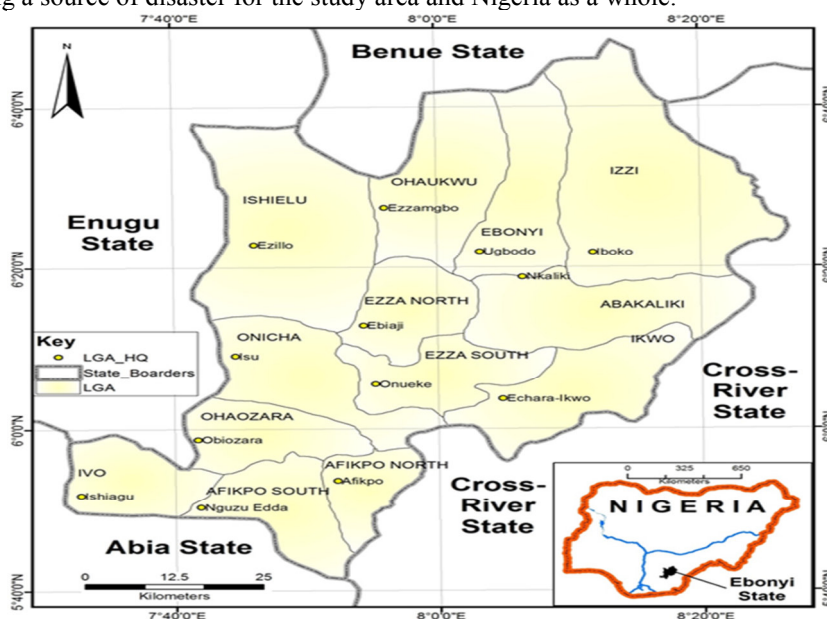 a source of disaster for the study area and Nigeria as a whole.
7°40'0"E 8°0'0"E 8°20'0"E
N
Benue State
6°40'0"N
IZZI
OHAUKWU
ISHIELU
Ezzamgbo
Enugu
State
EBONYI
Ezillo
Ugbodo
Iboko
6°20'0"N
Nkaliki
EZZA NORTH
ABAKALIKI
Ebiaji
Key
LGA_HQ
State_Boarders
LGA
ONICHA
IKWO
Isu
EZZA SOUTH
Cross-
River
State
Onueke
Echara-Ikwo
OHAOZARA
6°0'0"N
Obiozara
AFIKPO NORTH
IVO
Afikpo
AFIKPO SOUTH
Ishiagu
Nguzu Edda
Cross-
River
State
0 325 650
Kilometers
NIGERIA
Ebonyi
State
Abia State
0 12.5 25
Kilometers
5°40'0"N
7°40'0"E 8°0'0"E 8°20'0"E